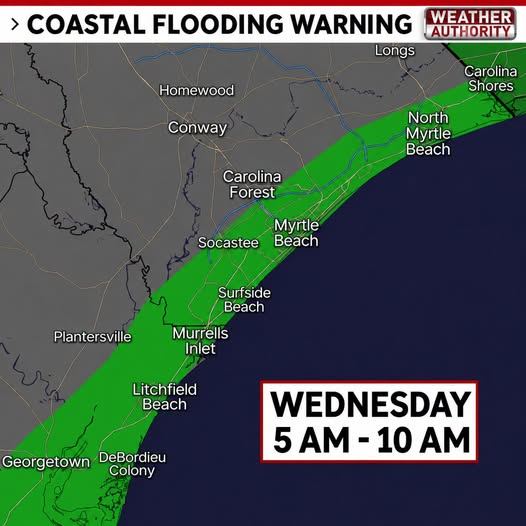 > COASTAL FLOODING WARNING
WEATHER
AUTHORITY
Longs
Carolina
Shores
Homewood
North
Myrtle
Beach
Conway
Carolina
Forest
Myrtle
Beach
Socastee
Surfside
Beach
Plantersville
Murrells
Inlet
Litchfield
Beach
WEDNESDAY
5 AM - 10 AM
Georgetown
DeBordieu
Colony